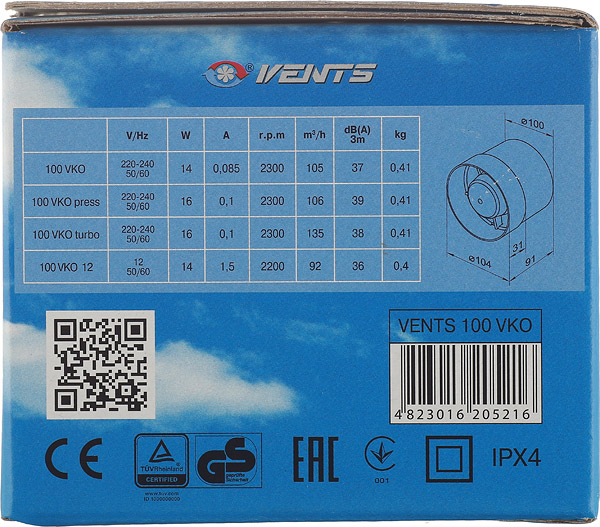 VENTS
V/Hz W A r.p.m m³/h dB(A) 3m kg
100 VKO 220-240 50/60 14 0,085 2300 105 37 0,41
100 VKO press 220-240 50/60 16 0,1 2300 106 39 0,41
100 VKO turbo 220-240 50/60 16 0,1 2300 135 38 0,41
100 VKO 12 12 50/60 14 1,5 2200 92 36 0,4
ø100
ø104
31
91
VENTS 100 VKO
4 823016 205216
CE
TÜVRheinland
CERTIFIED
GS
geprüfte Sicherheit
EAC
001
IPX4